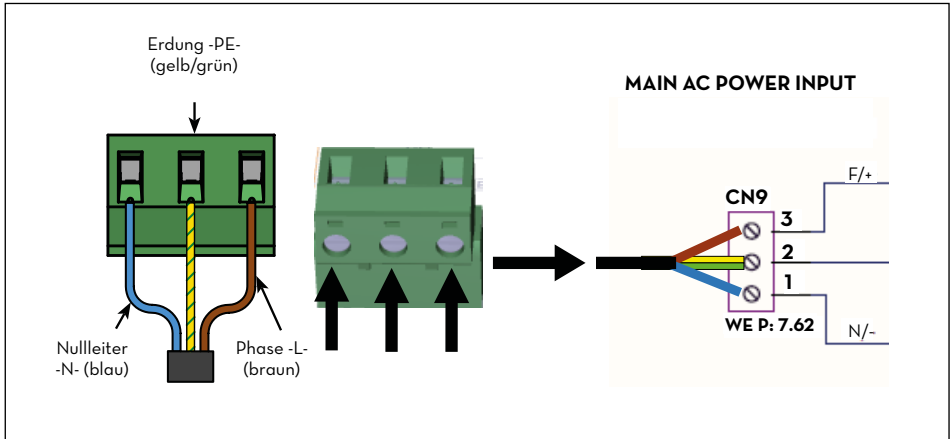 Erdung -PE-
(gelb/grün)
Nullleiter
-N- (blau)
Phase -L-
(braun)
MAIN AC POWER INPUT
F/+
CN9
3
2
1
WE P: 7.62
N/-